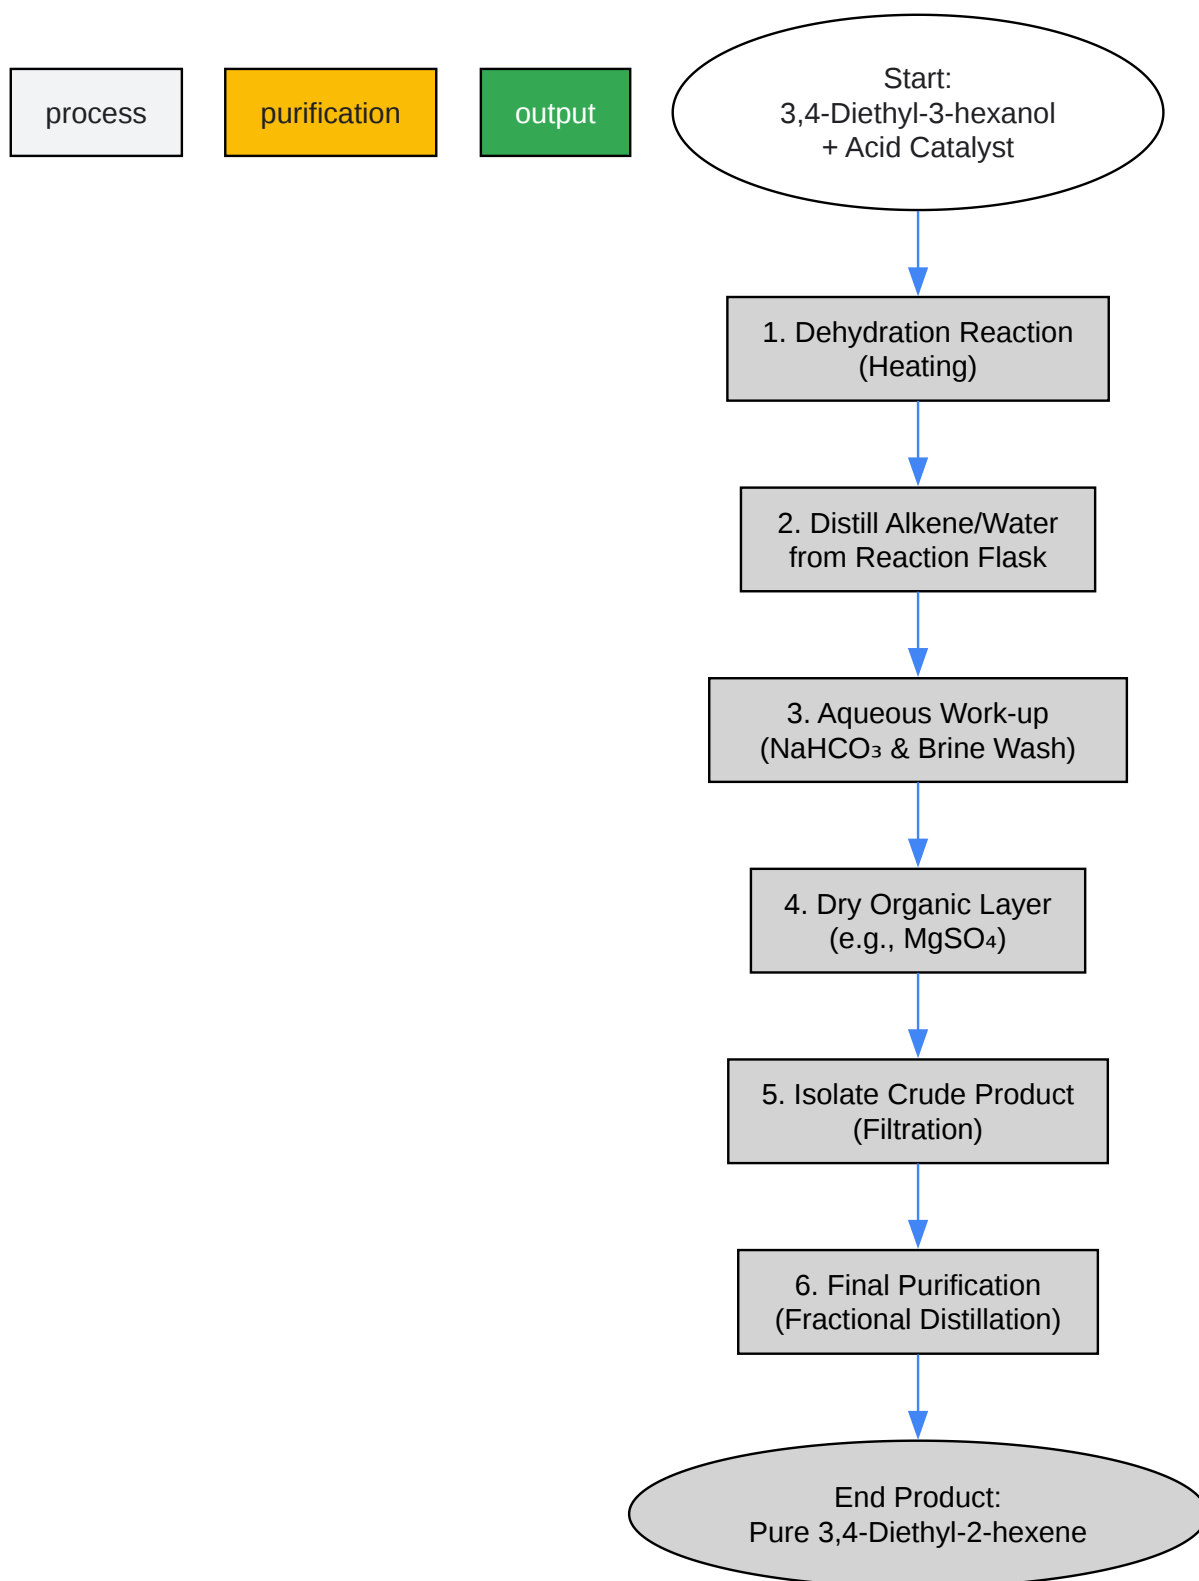 process
purification
output
Start:
3,4-Diethyl-3-hexanol
+ Acid Catalyst
1. Dehydration Reaction
(Heating)
2. Distill Alkene/Water
from Reaction Flask
3. Aqueous Work-up
(NaHCO₃ & Brine Wash)
4. Dry Organic Layer
(e.g., MgSO₄)
5. Isolate Crude Product
(Filtration)
6. Final Purification
(Fractional Distillation)
End Product:
Pure 3,4-Diethyl-2-hexene